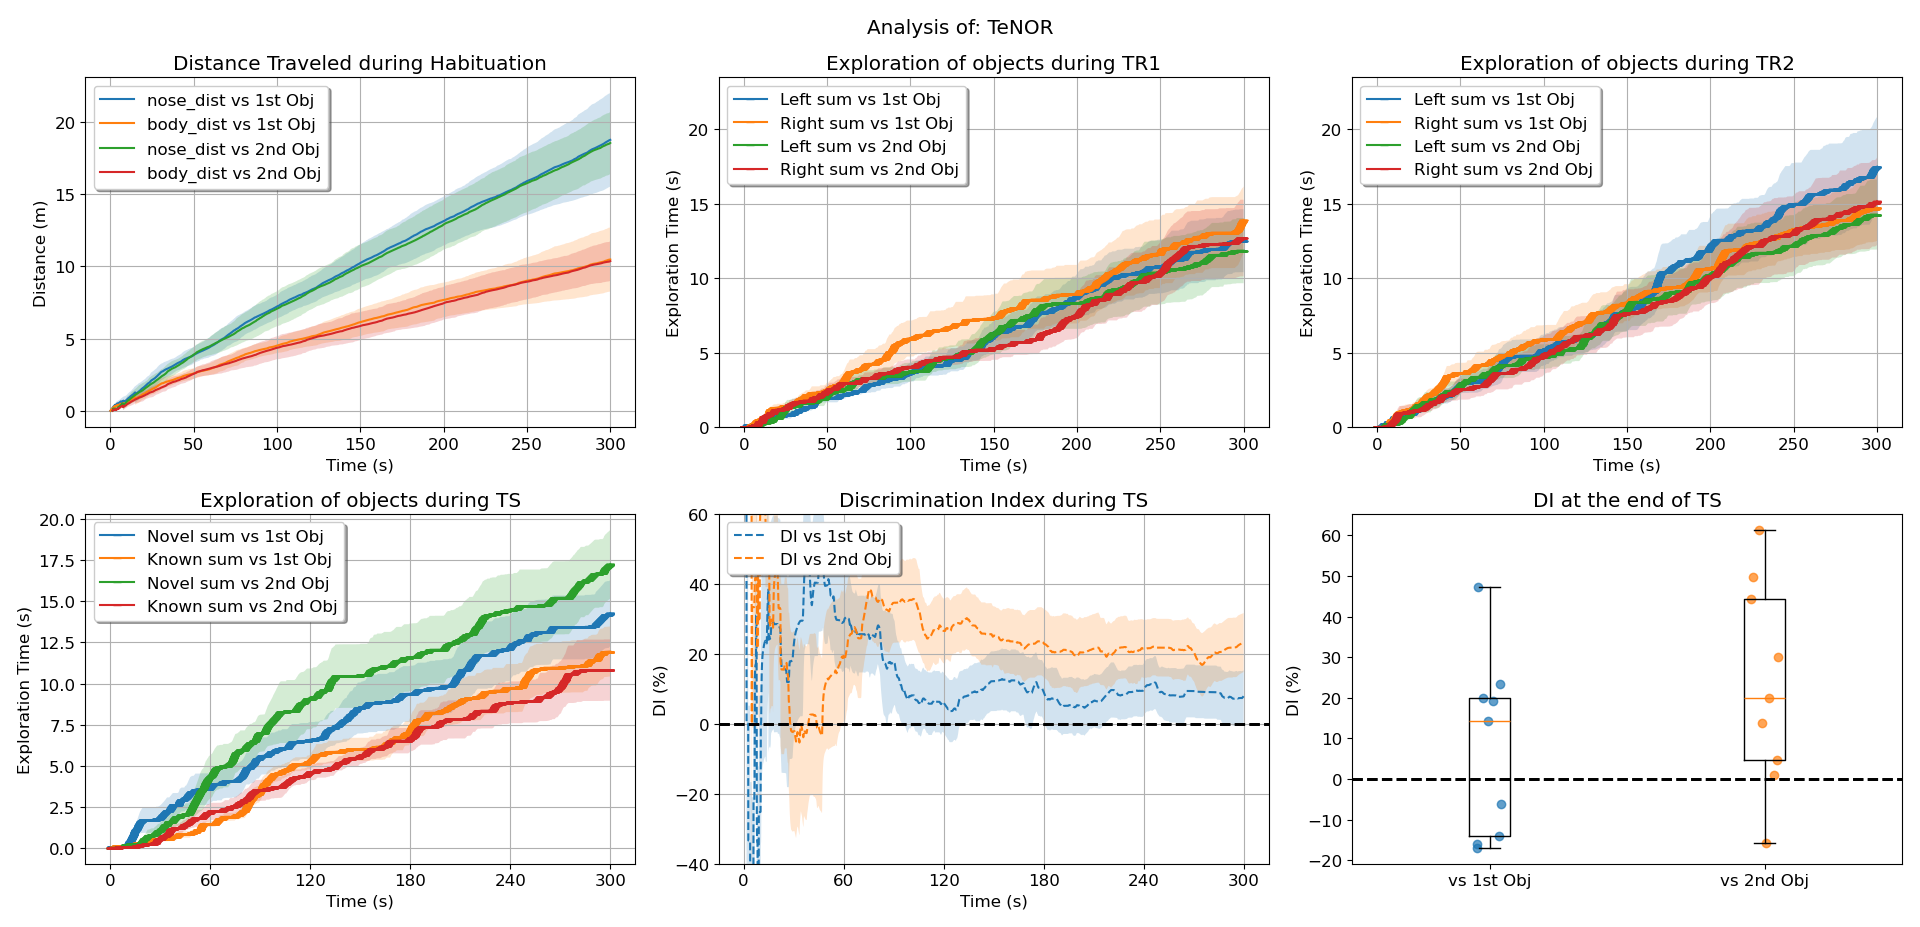 Analysis of: TeNOR
Distance Traveled during Habituation
nose_dist vs 1st Obj
body_dist vs 1st Obj
nose_dist vs 2nd Obj
body_dist vs 2nd Obj
Distance (m)
20
15
10
5
0
0 50 100 150 200 250 300
Time (s)
Exploration of objects during TR1
Left sum vs 1st Obj
Right sum vs 1st Obj
Left sum vs 2nd Obj
Right sum vs 2nd Obj
Exploration Time (s)
20
15
10
5
0
0 50 100 150 200 250 300
Time (s)
Exploration of objects during TR2
Left sum vs 1st Obj
Right sum vs 1st Obj
Left sum vs 2nd Obj
Right sum vs 2nd Obj
Exploration Time (s)
20
15
10
5
0
0 50 100 150 200 250 300
Time (s)
Exploration of objects during TS
Novel sum vs 1st Obj
Known sum vs 1st Obj
Novel sum vs 2nd Obj
Known sum vs 2nd Obj
Exploration Time (s)
20.0
17.5
15.0
12.5
10.0
7.5
5.0
2.5
0.0
0 60 120 180 240 300
Time (s)
Discrimination Index during TS
DI vs 1st Obj
DI vs 2nd Obj
DI (%)
60
40
20
0
−20
−40
0 60 120 180 240 300
Time (s)
DI at the end of TS
DI (%)
60
50
40
30
20
10
0
−10
−20
vs 1st Obj vs 2nd Obj